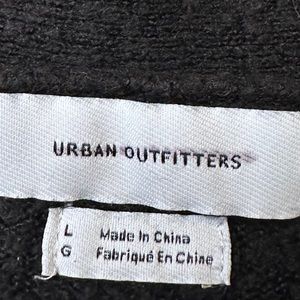 URBAN OUTFITTERS
L Made In China
G Fabriqué En Chine